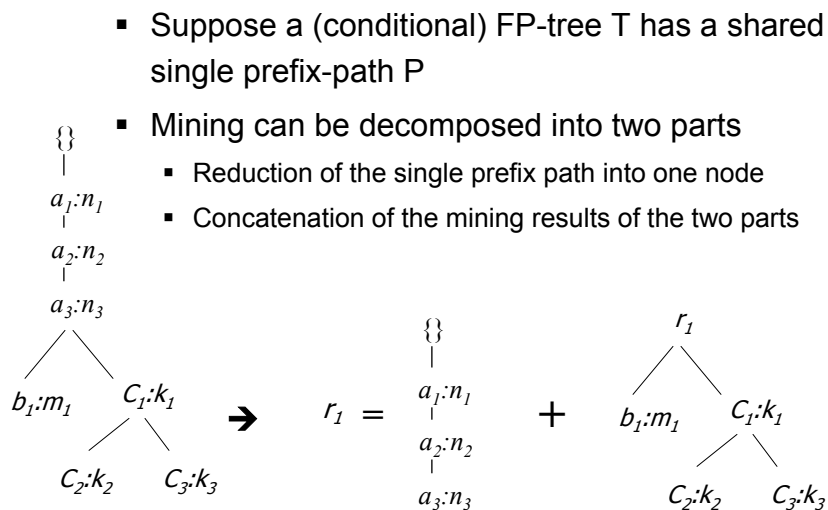 ▪ Suppose a (conditional) FP-tree T has a shared
single prefix-path P
▪ Mining can be decomposed into two parts
▪ Reduction of the single prefix path into one node
▪ Concatenation of the mining results of the two parts
{}
a₁:n₁
a₂:n₂
a₃:n₃
b₁:m₁ C₁:k₁
C₂:k₂ C₃:k₃
➔
r₁ =
{}
a₁:n₁
a₂:n₂
a₃:n₃
+
r₁
b₁:m₁ C₁:k₁
C₂:k₂ C₃:k₃